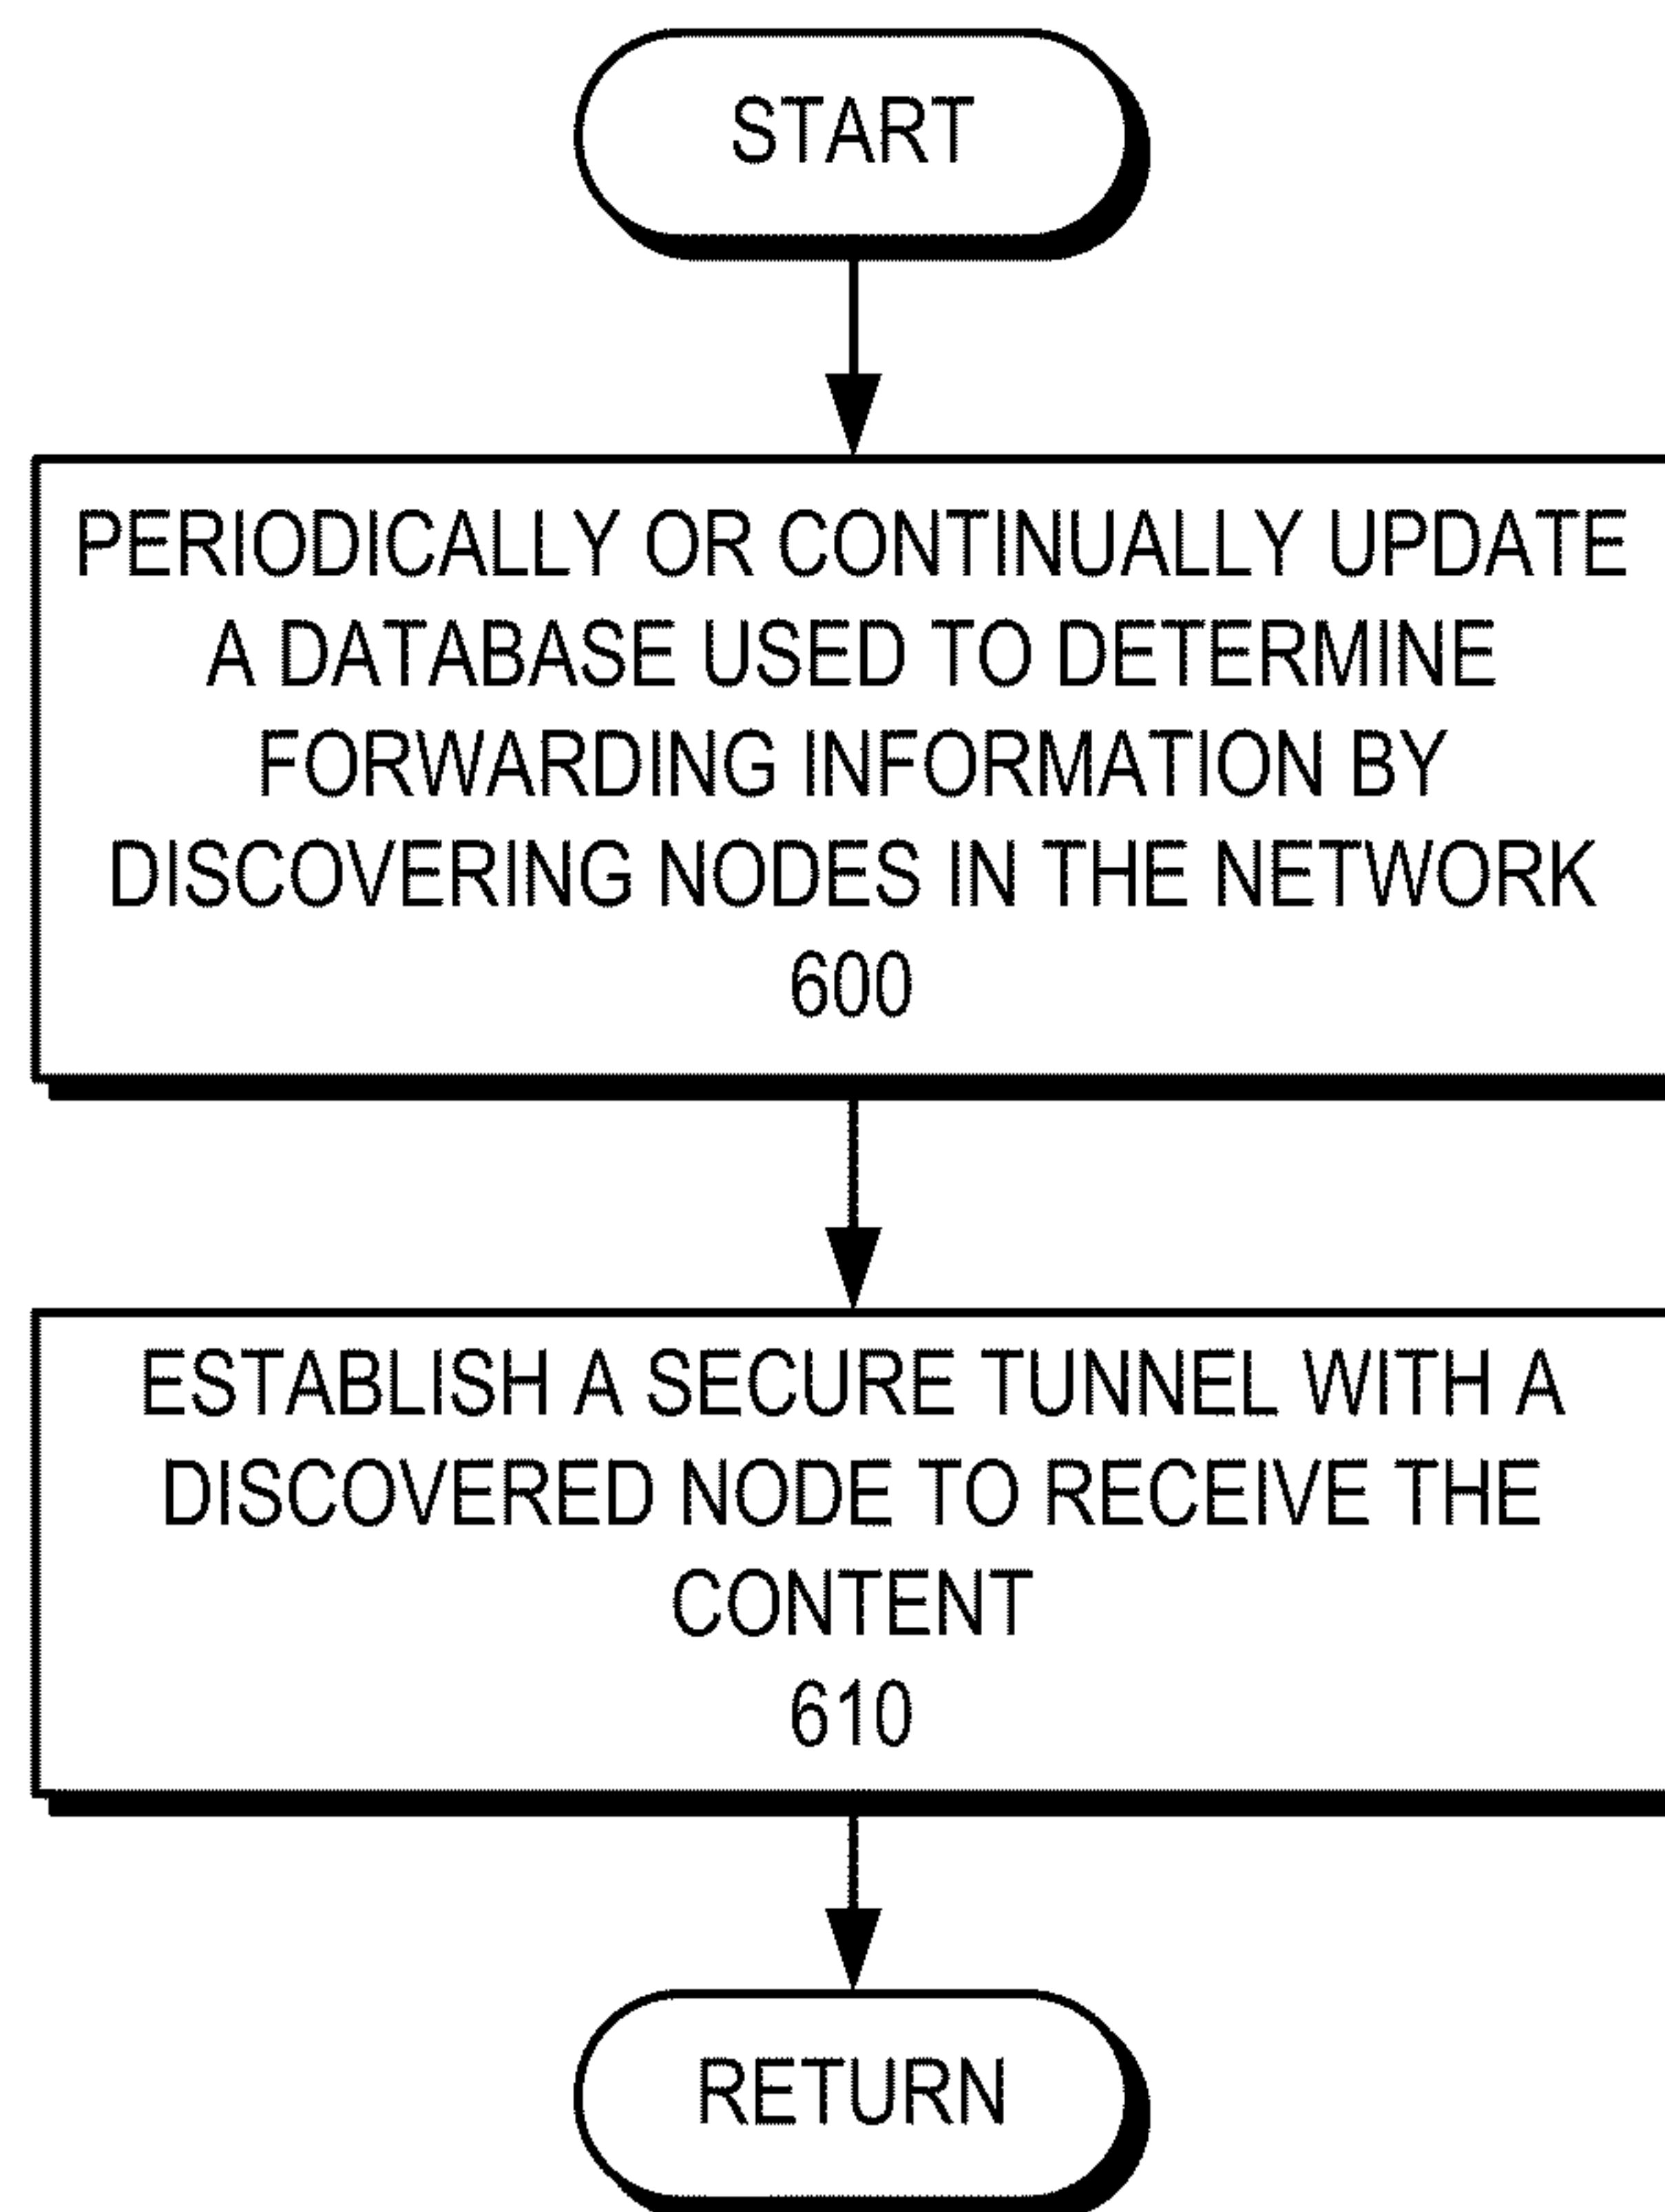 START
PERIODICALLY OR CONTINUALLY UPDATE
A DATABASE USED TO DETERMINE
FORWARDING INFORMATION BY
DISCOVERING NODES IN THE NETWORK
600
ESTABLISH A SECURE TUNNEL WITH A
DISCOVERED NODE TO RECEIVE THE
CONTENT
610
RETURN